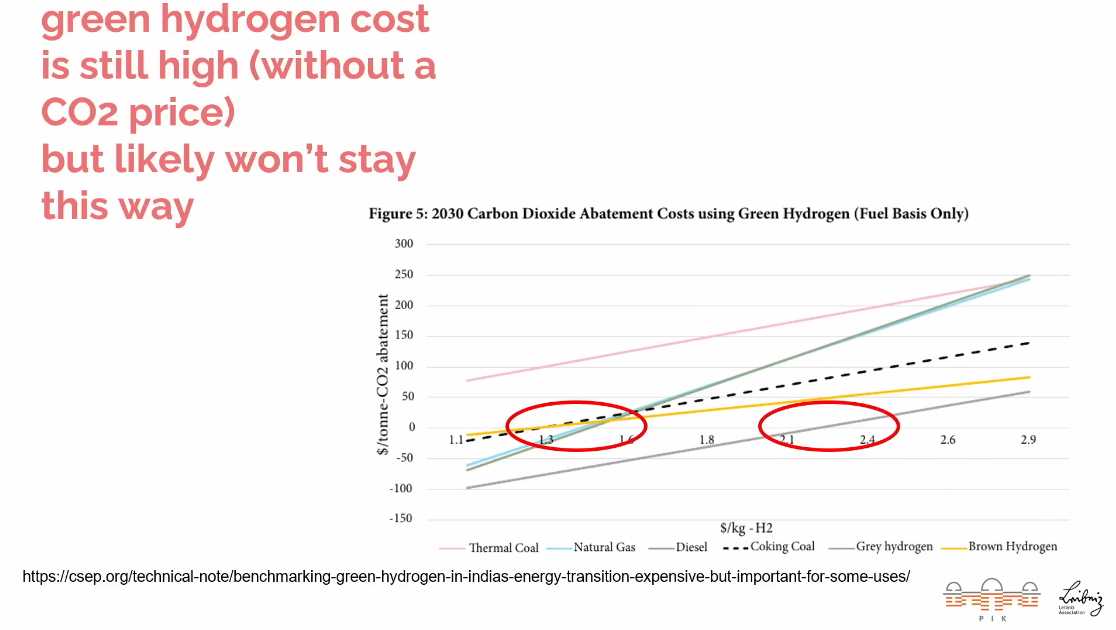 green hydrogen cost
is still high (without a
CO2 price)
but likely won't stay
this way
Figure 5: 2030 Carbon Dioxide Abatement Costs using Green Hydrogen (Fuel Basis Only)
$/tonne-CO2 abatement
300
250
200
150
100
50
0
-50
-100
-150
1.1 1.3 1.6 1.8 2.1 2.4 2.6 2.9
$/kg -H2
Thermal Coal Natural Gas Diesel Coking Coal Grey hydrogen Brown Hydrogen
https://csep.org/technical-note/benchmarking-green-hydrogen-in-indias-energy-transition-expensive-but-important-for-some-uses/
P I K
Leibniz
Leibniz
Association